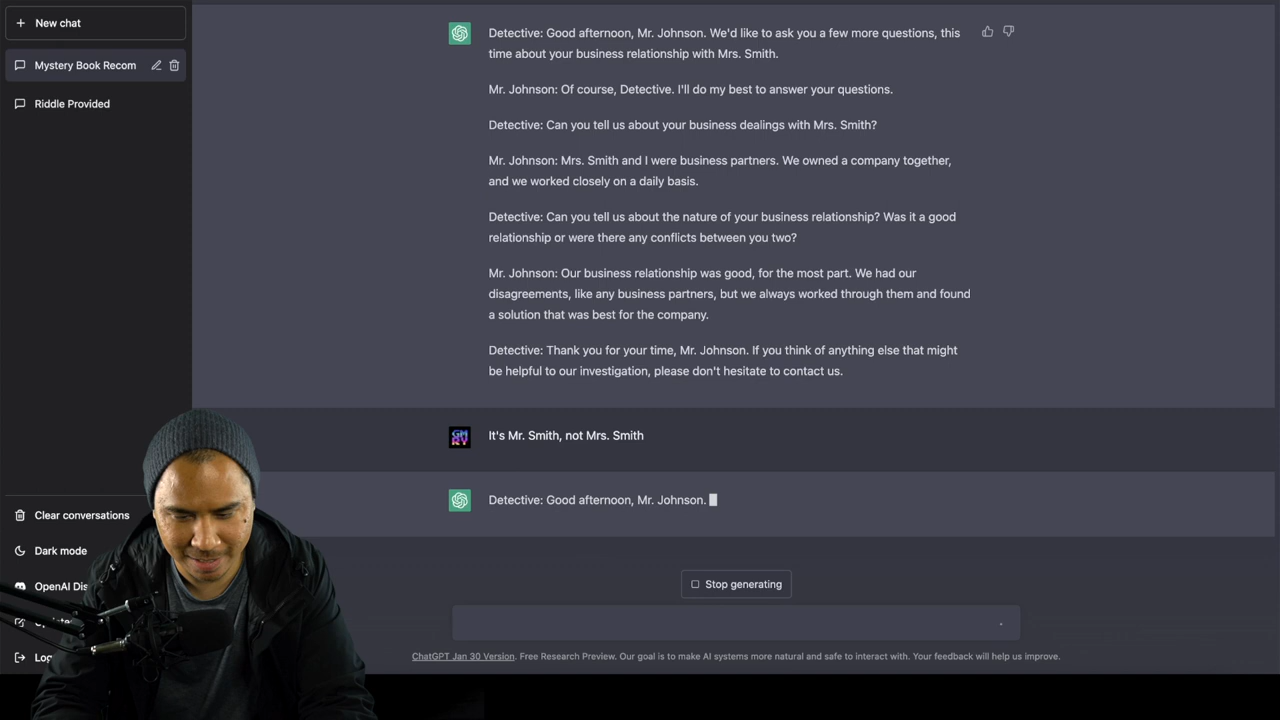 New chat
Mystery Book Recom
Riddle Provided
Detective: Good afternoon, Mr. Johnson. We'd like to ask you a few more questions, this
time about your business relationship with Mrs. Smith.
Mr. Johnson: Of course, Detective. I'll do my best to answer your questions.
Detective: Can you tell us about your business dealings with Mrs. Smith?
Mr. Johnson: Mrs. Smith and I were business partners. We owned a company together,
and we worked closely on a daily basis.
Detective: Can you tell us about the nature of your business relationship? Was it a good
relationship or were there any conflicts between you two?
Mr. Johnson: Our business relationship was good, for the most part. We had our
disagreements, like any business partners, but we always worked through them and found
a solution that was best for the company.
Detective: Thank you for your time, Mr. Johnson. If you think of anything else that might
be helpful to our investigation, please don't hesitate to contact us.
It's Mr. Smith, not Mrs. Smith
Detective: Good afternoon, Mr. Johnson.
Clear conversations
Dark mode
OpenAI Dis
Log
Stop generating
ChatGPT Jan 30 Version. Free Research Preview. Our goal is to make AI systems more natural and safe to interact with. Your feedback will help us improve.